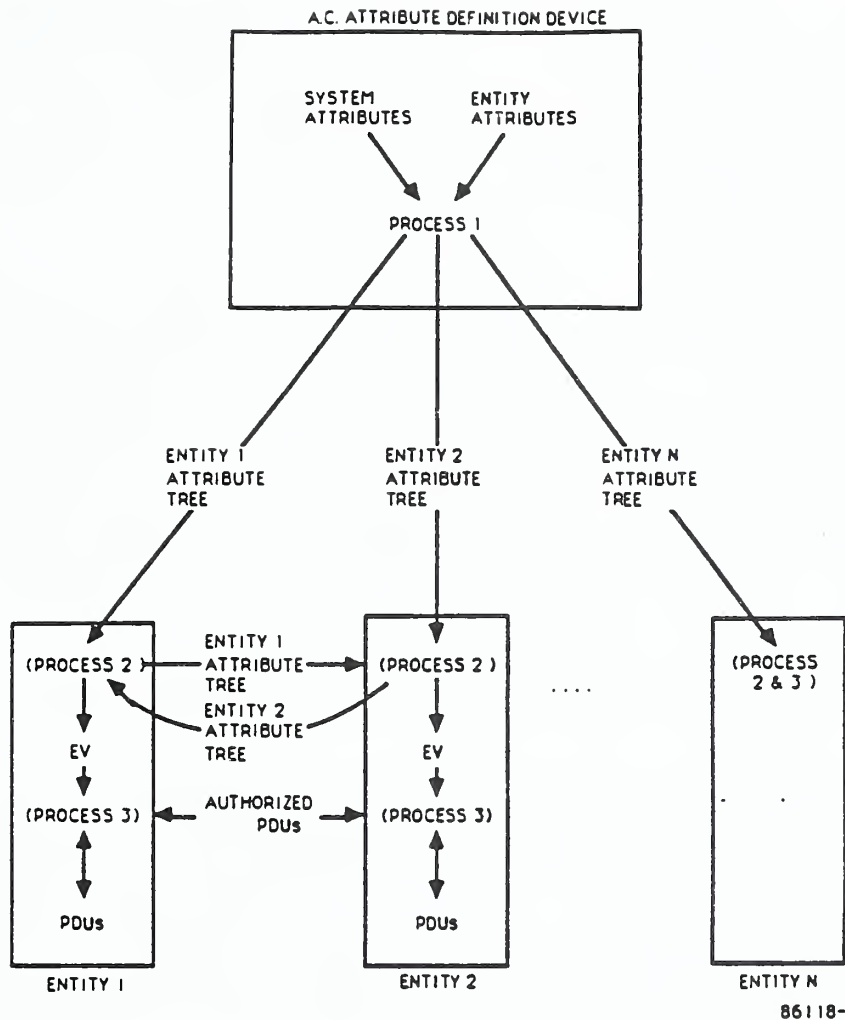 A.C. ATTRIBUTE DEFINITION DEVICE
SYSTEM
ATTRIBUTES
ENTITY
ATTRIBUTES
PROCESS 1
ENTITY 1
ATTRIBUTE
TREE
ENTITY 2
ATTRIBUTE
TREE
ENTITY N
ATTRIBUTE
TREE
(PROCESS 2)
ENTITY 1
ATTRIBUTE
TREE
(PROCESS 2)
(PROCESS
2 & 3)
ENTITY 2
ATTRIBUTE
TREE
....
EV
EV
(PROCESS 3)
AUTHORIZED
PDUs
(PROCESS 3)
PDUs
PDUs
ENTITY 1
ENTITY 2
ENTITY N
86118-